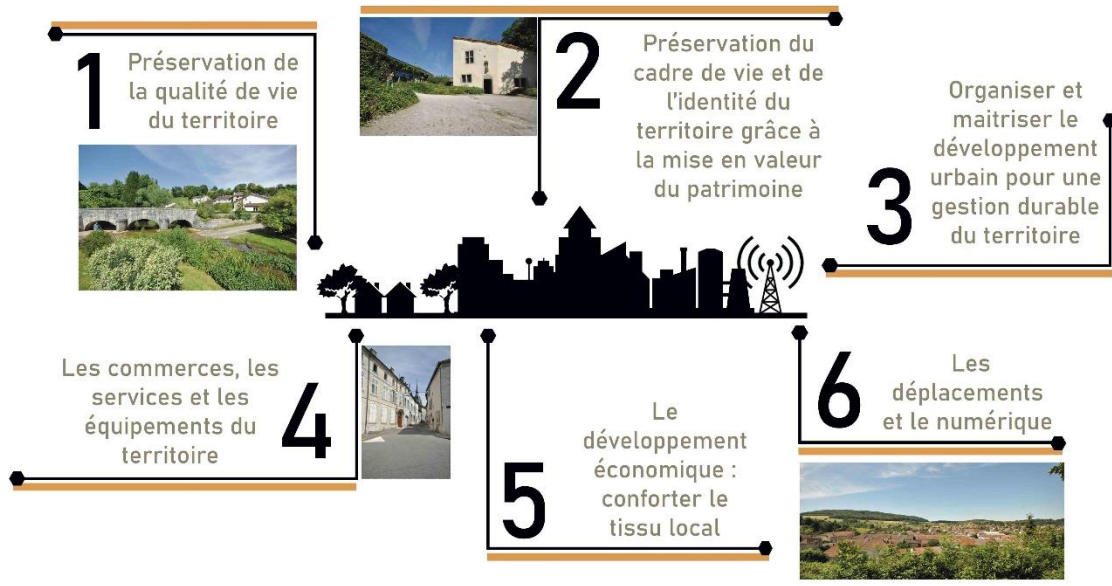 1
Préservation de
la qualité de vie
du territoire
2
Préservation du
cadre de vie et de
l'identité du
territoire grâce à
la mise en valeur
du patrimoine
3
Organiser et
maitriser le
développement
urbain pour une
gestion durable
du territoire
4
Les commerces, les
services et les
équipements du
territoire
5
Le
développement
économique :
conforter le
tissu local
6
Les
déplacements
et le numérique